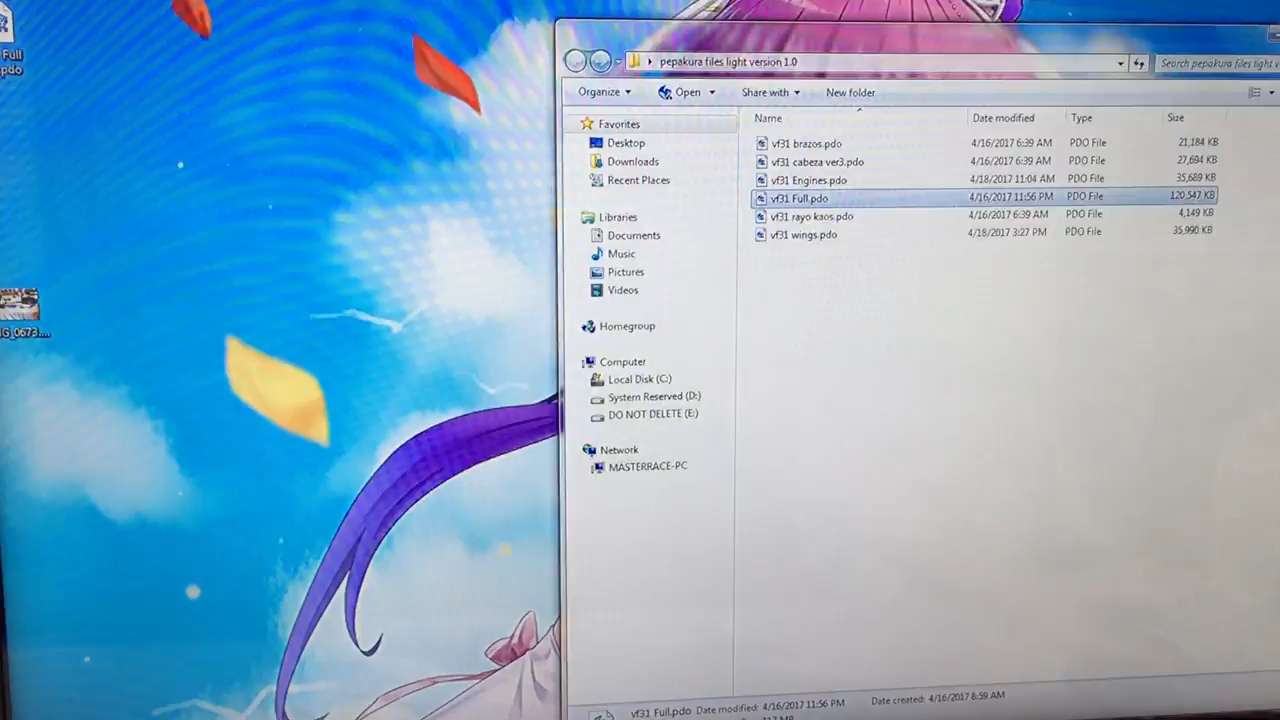 Full
pdo
IG_0673....
pepakura files light version 1.0
Search pepakura files light v
Organize
Open
Share with
New folder
Name
Date modified
Type
Size
Favorites
Desktop
Downloads
Recent Places
Libraries
Documents
Music
Pictures
Videos
Homegroup
Computer
Local Disk (C:)
System Reserved (D:)
DO NOT DELETE (E:)
Network
MASTERRACE-PC
vf31 brazos.pdo 4/16/2017 6:39 AM PDO File 21,184 KB
vf31 cabeza ver3.pdo 4/16/2017 6:39 AM PDO File 27,694 KB
vf31 Engines.pdo 4/18/2017 11:04 AM PDO File 35,689 KB
vf31 Full.pdo 4/16/2017 11:56 PM PDO File 120,547 KB
vf31 rayo kaos.pdo 4/16/2017 6:39 AM PDO File 4,149 KB
vf31 wings.pdo 4/18/2017 3:27 PM PDO File 35,990 KB
vf31 Full.pdo Date modified: 4/16/2017 11:56 PM Date created: 4/16/2017 8:59 AM